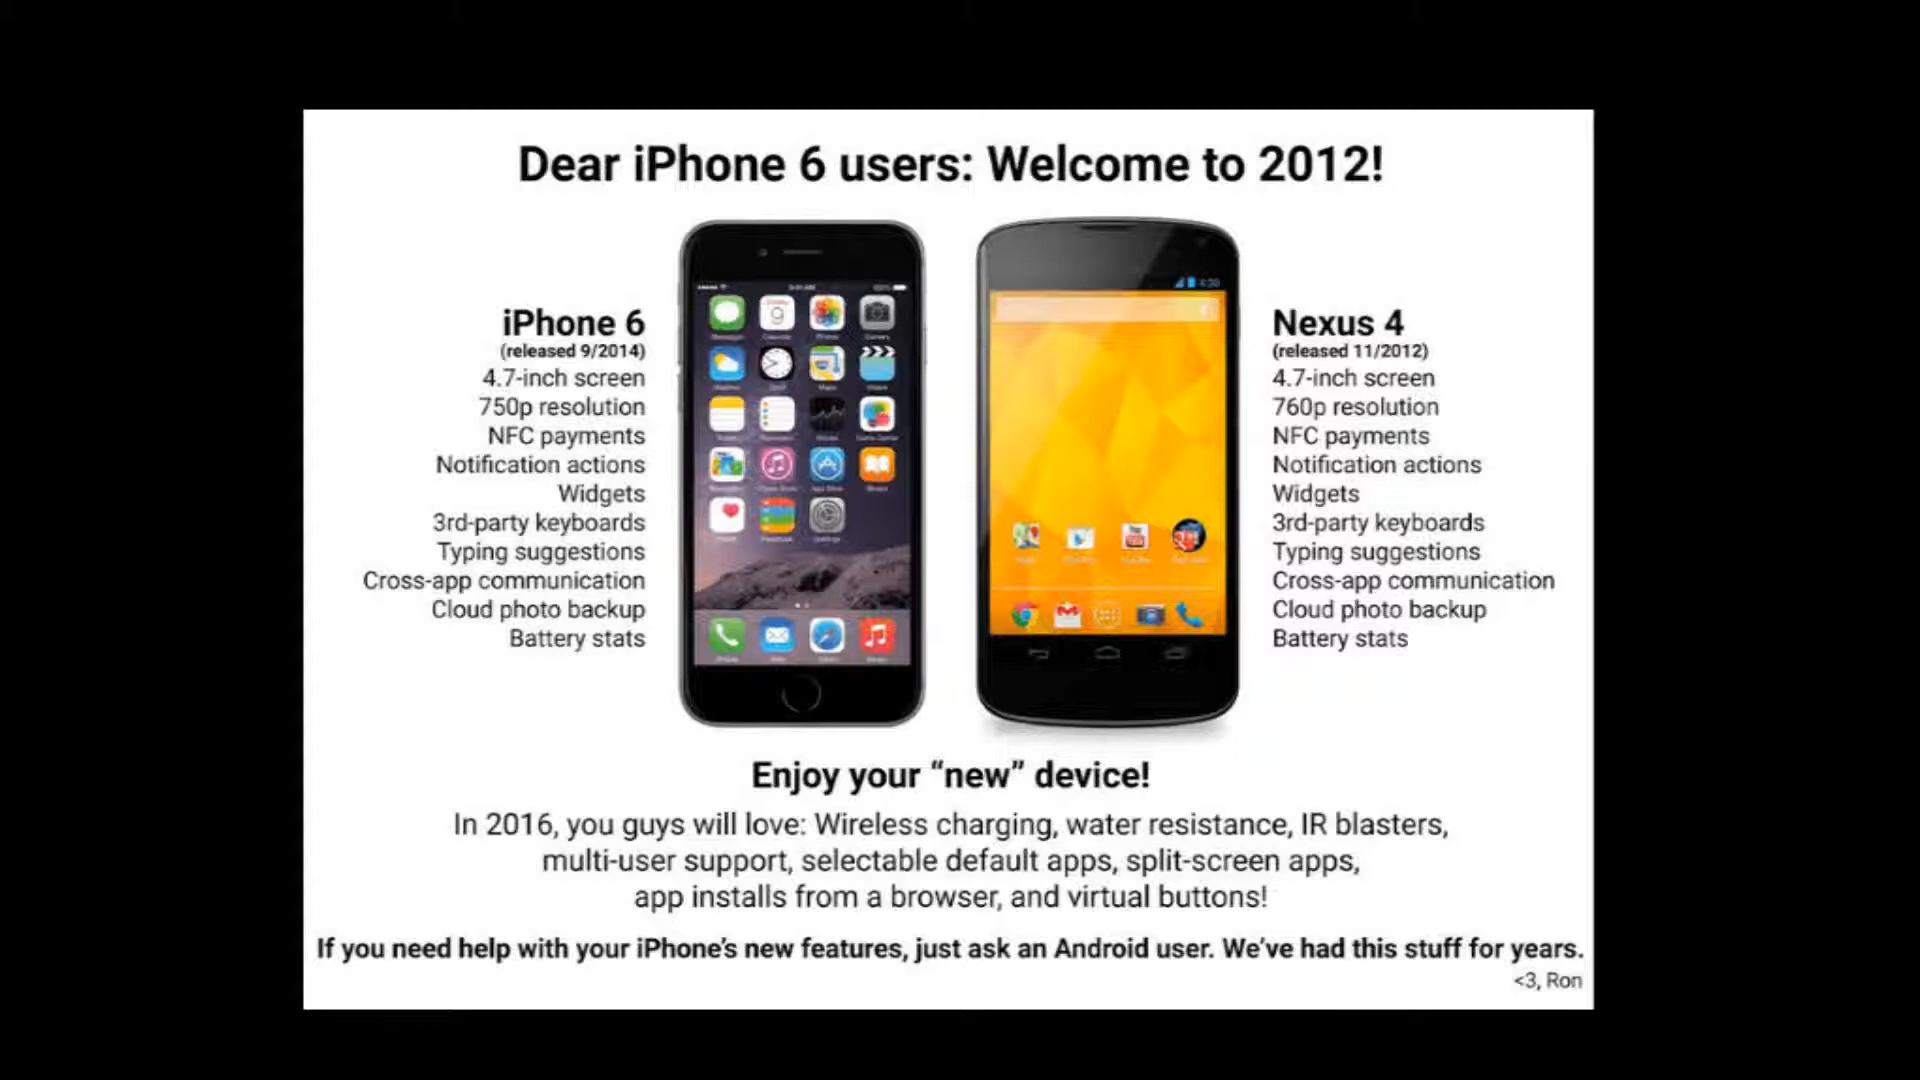 Dear iPhone 6 users: Welcome to 2012!
iPhone 6
(released 9/2014)
4.7-inch screen
750p resolution
NFC payments
Notification actions
Widgets
3rd-party keyboards
Typing suggestions
Cross-app communication
Cloud photo backup
Battery stats
Nexus 4
(released 11/2012)
4.7-inch screen
760p resolution
NFC payments
Notification actions
Widgets
3rd-party keyboards
Typing suggestions
Cross-app communication
Cloud photo backup
Battery stats
Enjoy your “new” device!
In 2016, you guys will love: Wireless charging, water resistance, IR blasters,
multi-user support, selectable default apps, split-screen apps,
app installs from a browser, and virtual buttons!
If you need help with your iPhone’s new features, just ask an Android user. We’ve had this stuff for years.
<3, Ron